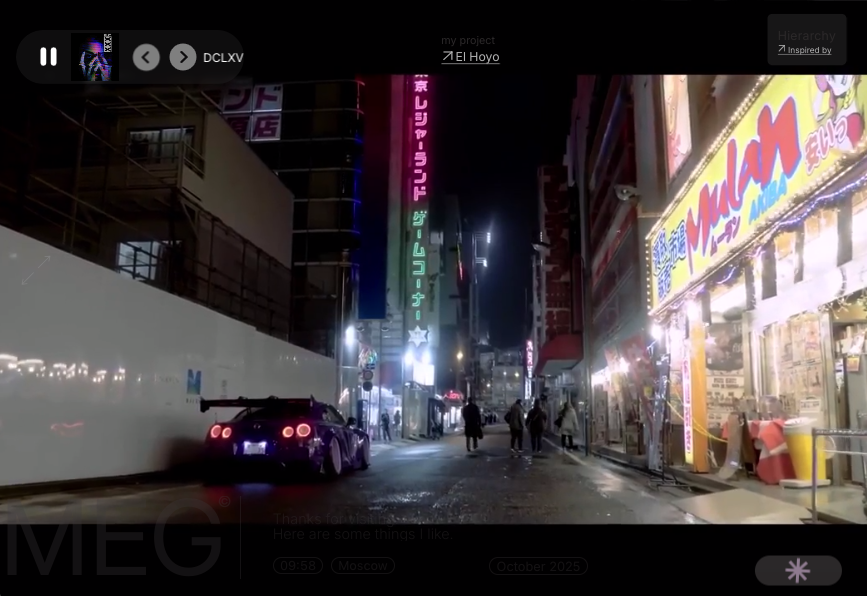 DCLXV
my project
El Hoyo
Hierarchy
Inspired by
ンド
店
東京レジャーランド
ゲームコーナー
Mulan
ムーラン
AKIBA
安い
MEG
Here are some things I like..
09:58
Moscow
October 2025